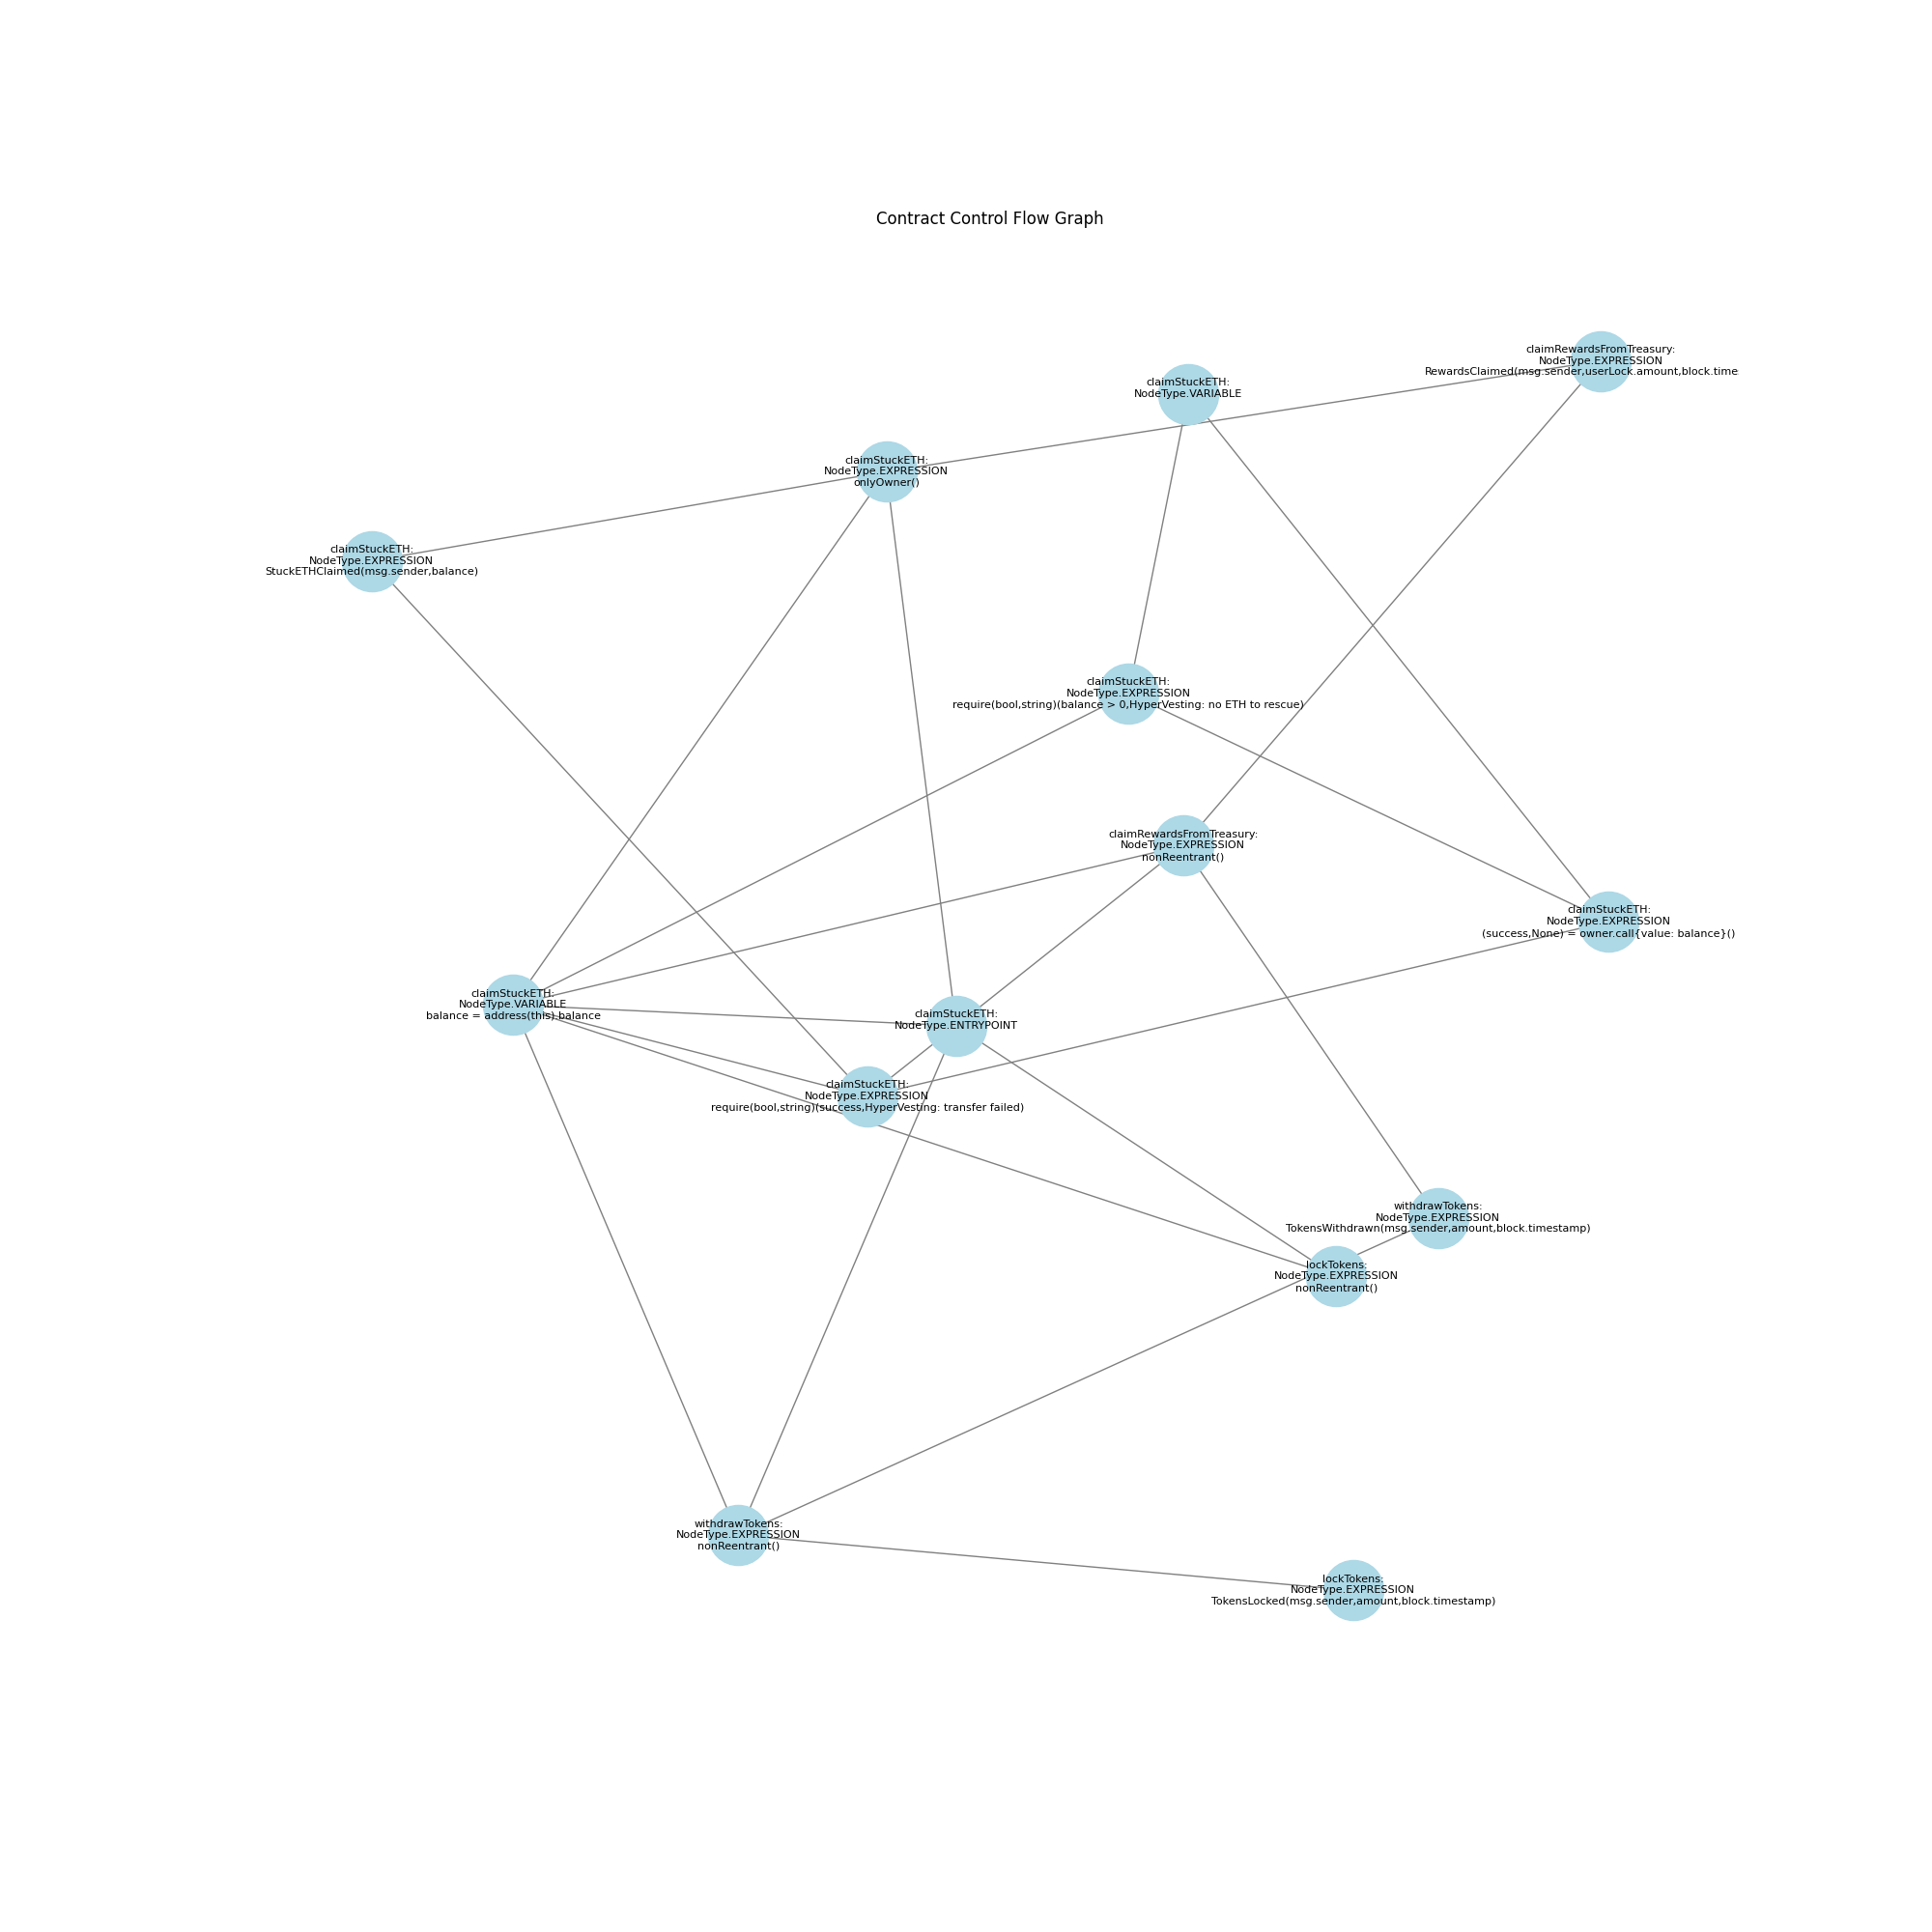 Contract Control Flow Graph
claimRewardsFromTreasury:
NodeType.EXPRESSION
RewardsClaimed(msg.sender,userLock.amount,block.time
claimStuckETH:
NodeType.VARIABLE
claimStuckETH:
NodeType.EXPRESSION
onlyOwner()
claimStuckETH:
NodeType.EXPRESSION
StuckETHClaimed(msg.sender,balance)
claimStuckETH:
NodeType.EXPRESSION
require(bool,string)(balance > 0,HyperVesting: no ETH to rescue)
claimRewardsFromTreasury:
NodeType.EXPRESSION
nonReentrant()
claimStuckETH:
NodeType.EXPRESSION
(success,None) = owner.call{value: balance}()
claimStuckETH:
NodeType.VARIABLE
balance = address(this).balance
claimStuckETH:
NodeType.ENTRYPOINT
claimStuckETH:
NodeType.EXPRESSION
require(bool,string)(success,HyperVesting: transfer failed)
withdrawTokens:
NodeType.EXPRESSION
TokensWithdrawn(msg.sender,amount,block.timestamp)
lockTokens:
NodeType.EXPRESSION
nonReentrant()
withdrawTokens:
NodeType.EXPRESSION
nonReentrant()
lockTokens:
NodeType.EXPRESSION
TokensLocked(msg.sender,amount,block.timestamp)